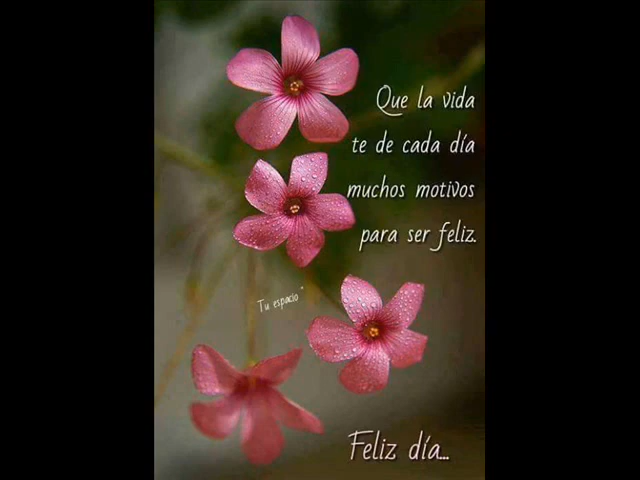 Que la vida
te de cada día
muchos motivos
para ser feliz.
Tu espacio"
Feliz día...